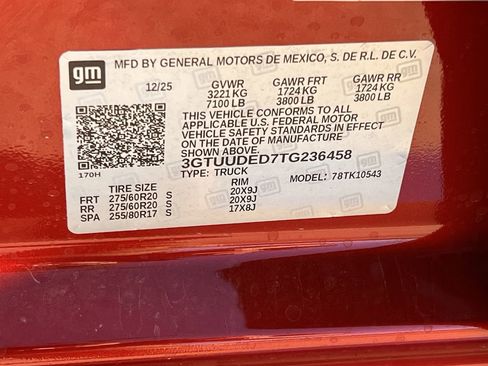 gm
MFD BY GENERAL MOTORS DE MEXICO, S. DE R.L. DE C.V.
12/25 GVWR GAWR FRT GAWR RR
3221 KG 1724 KG 1724 KG
7100 LB 3800 LB 3800 LB
THIS VEHICLE CONFORMS TO ALL
APPLICABLE U.S. FEDERAL MOTOR
VEHICLE SAFETY STANDARDS IN EFFECT
ON THE DATE OF MANUFACTURE
SHOWN ABOVE.
3GTUUDED7TG236458
170H
TYPE: TRUCK MODEL: 78TK10543
TIRE SIZE RIM
FRT 275/60R20 S 20X9J
RR 275/60R20 S 20X9J
SPA 255/80R17 S 17X8J